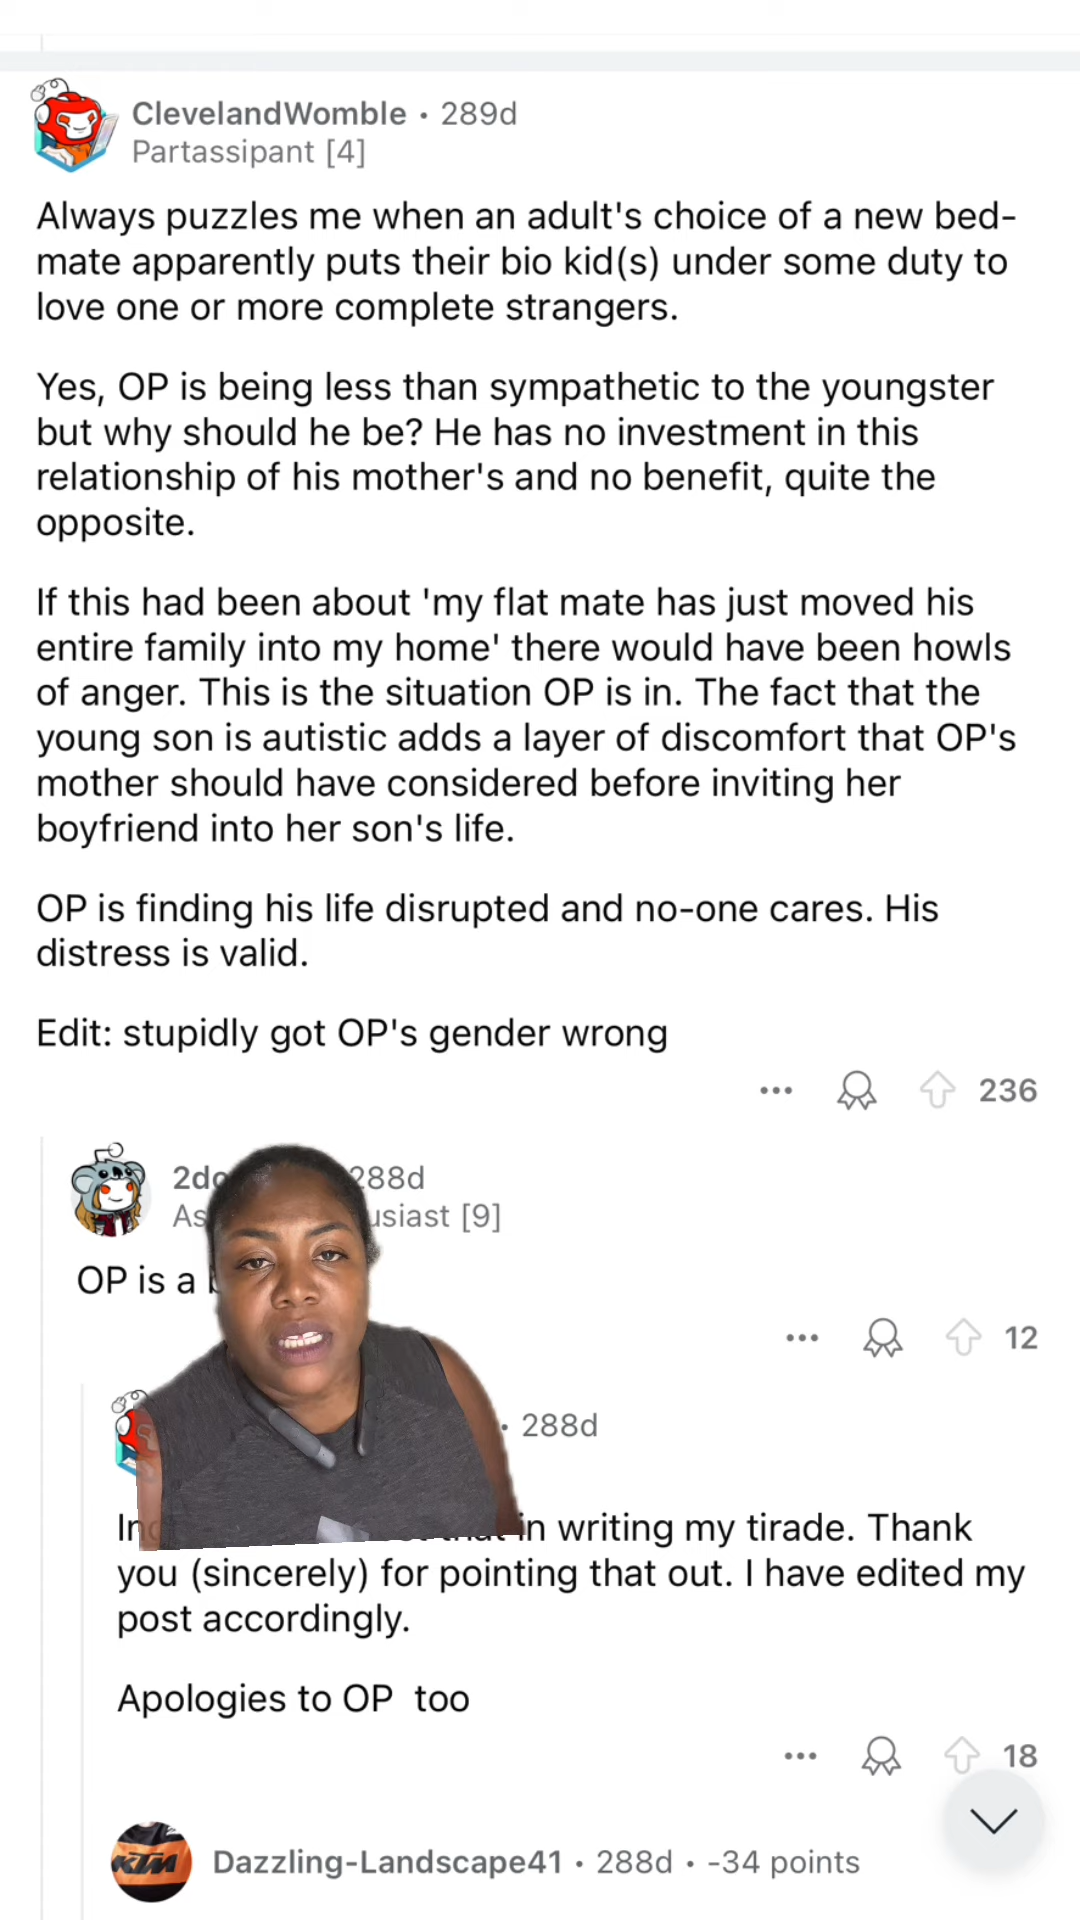 ClevelandWomble • 289d
Partassipant [4]
Always puzzles me when an adult's choice of a new bed-
mate apparently puts their bio kid(s) under some duty to
love one or more complete strangers.
Yes, OP is being less than sympathetic to the youngster
but why should he be? He has no investment in this
relationship of his mother's and no benefit, quite the
opposite.
If this had been about 'my flat mate has just moved his
entire family into my home' there would have been howls
of anger. This is the situation OP is in. The fact that the
young son is autistic adds a layer of discomfort that OP's
mother should have considered before inviting her
boyfriend into her son's life.
OP is finding his life disrupted and no-one cares. His
distress is valid.
Edit: stupidly got OP's gender wrong
236
288d
[9]
OP is a
12
• 288d
in writing my tirade. Thank
you (sincerely) for pointing that out. I have edited my
post accordingly.
Apologies to OP too
18
KTM
Dazzling-Landscape41 • 288d • -34 points